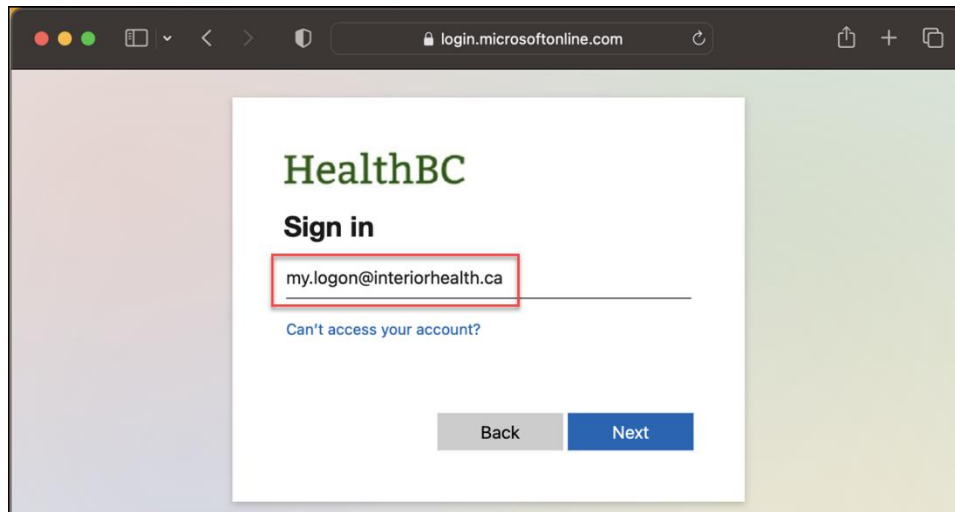 login.microsoftonline.com
HealthBC
Sign in
my.logon@interiorhealth.ca
Can't access your account?
Back Next